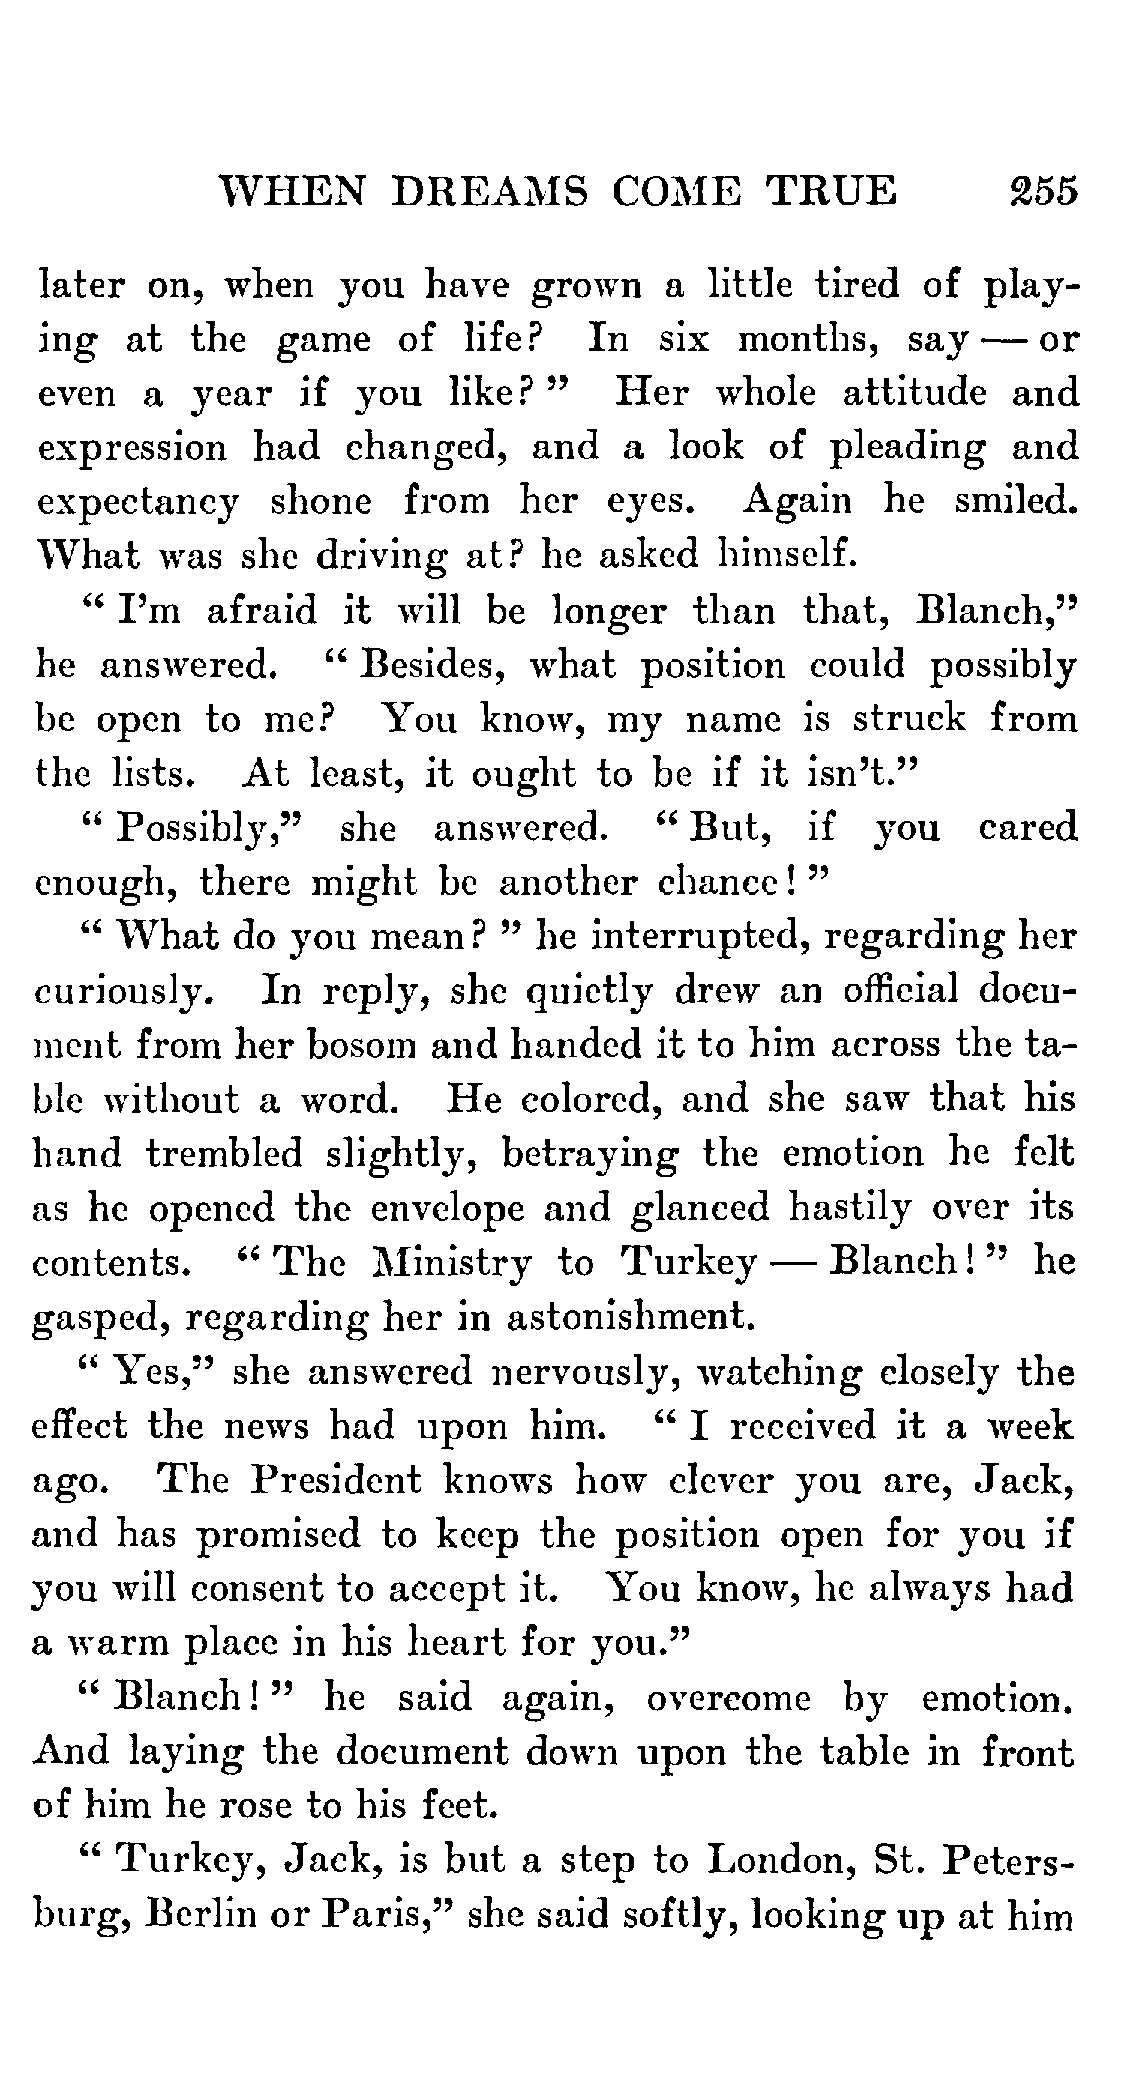 WHEN DREAMS COME TRUE 255
later on, when you have grown a little tired of play-
ing at the game of life? In six months, say — or
even a year if you like? ” Her whole attitude and
expression had changed, and a look of pleading and
expectancy shone from her eyes. Again he smiled.
What was she driving at? he asked himself.
“ I'm afraid it will be longer than that, Blanch,”
he answered. “ Besides, what position could possibly
be open to me? You know, my name is struck from
the lists. At least, it ought to be if it isn't.”
“ Possibly,” she answered. “ But, if you cared
enough, there might be another chance! ”
“ What do you mean? ” he interrupted, regarding her
curiously. In reply, she quietly drew an official docu-
ment from her bosom and handed it to him across the ta-
ble without a word. He colored, and she saw that his
hand trembled slightly, betraying the emotion he felt
as he opened the envelope and glanced hastily over its
contents. “ The Ministry to Turkey — Blanch! ” he
gasped, regarding her in astonishment.
“ Yes,” she answered nervously, watching closely the
effect the news had upon him. “ I received it a week
ago. The President knows how clever you are, Jack,
and has promised to keep the position open for you if
you will consent to accept it. You know, he always had
a warm place in his heart for you.”
“ Blanch! ” he said again, overcome by emotion.
And laying the document down upon the table in front
of him he rose to his feet.
“ Turkey, Jack, is but a step to London, St. Peters-
burg, Berlin or Paris,” she said softly, looking up at him